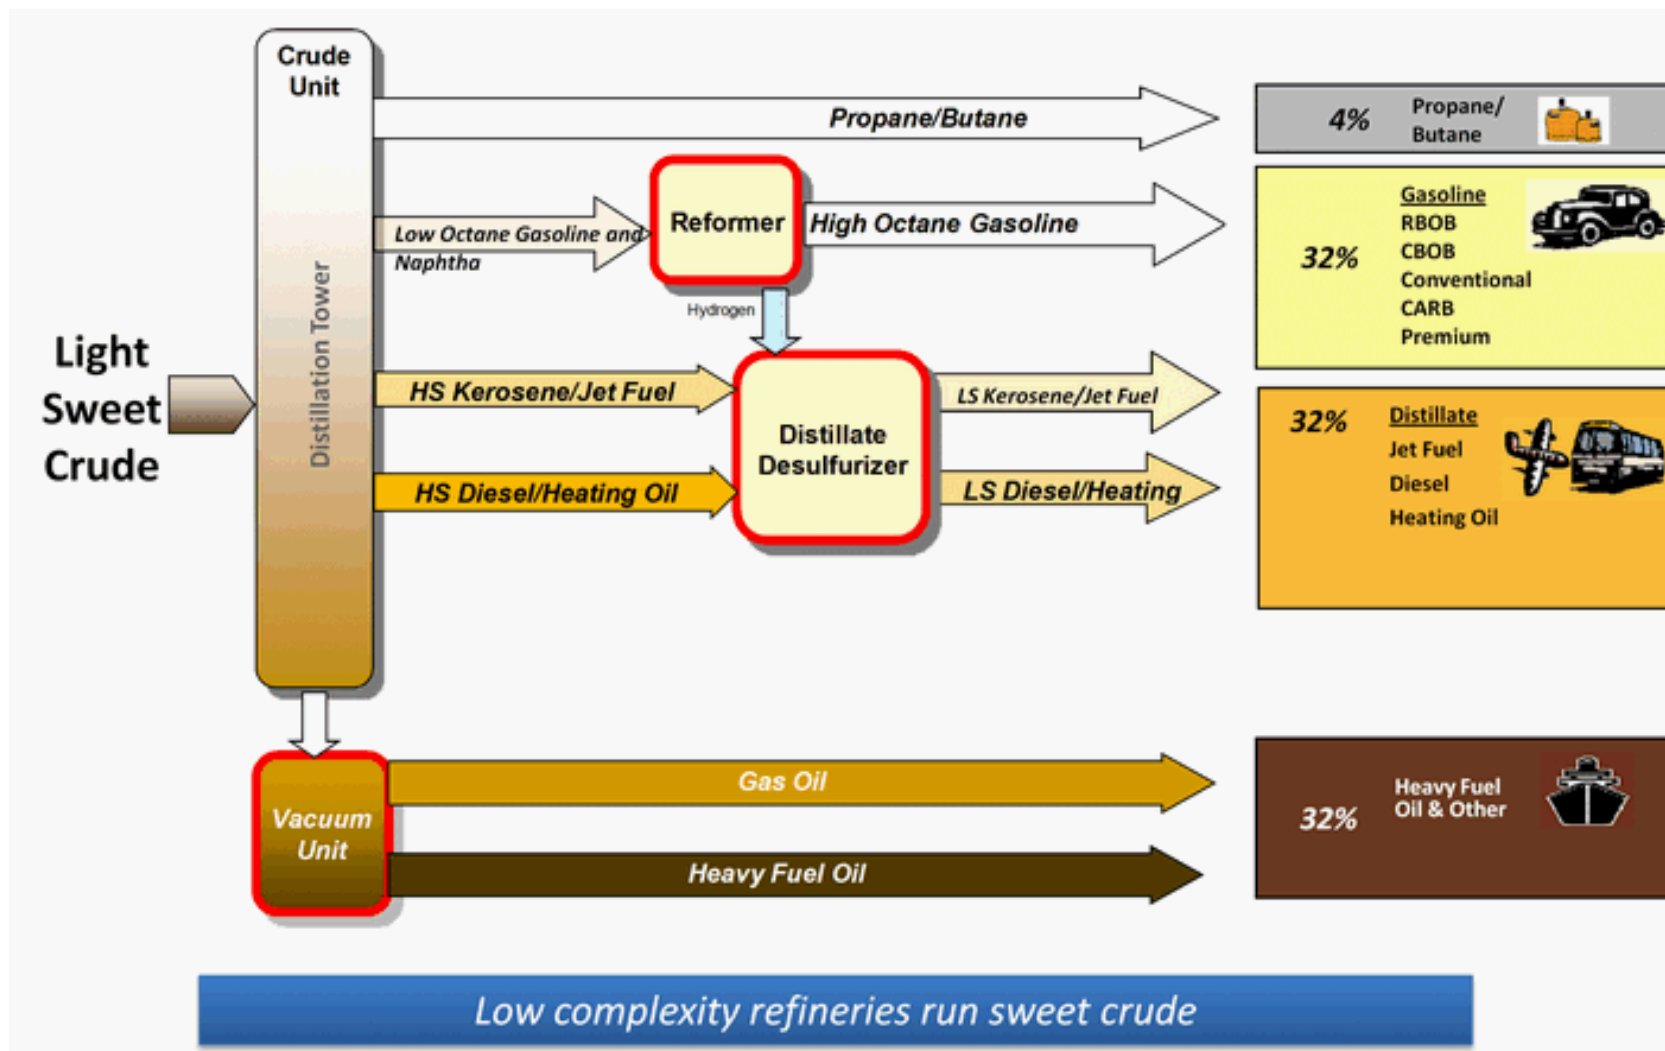 Crude
Unit
Distillation Tower
Light
Sweet
Crude
Propane/Butane
Low Octane Gasoline and
Naphtha
Reformer
High Octane Gasoline
Hydrogen
HS Kerosene/Jet Fuel
HS Diesel/Heating Oil
Distillate
Desulfurizer
LS Kerosene/Jet Fuel
LS Diesel/Heating
Vacuum
Unit
Gas Oil
Heavy Fuel Oil
4%
Propane/
Butane
32%
Gasoline
RBOB
CBOB
Conventional
CARB
Premium
32%
Distillate
Jet Fuel
Diesel
Heating Oil
32%
Heavy Fuel
Oil & Other
Low complexity refineries run sweet crude